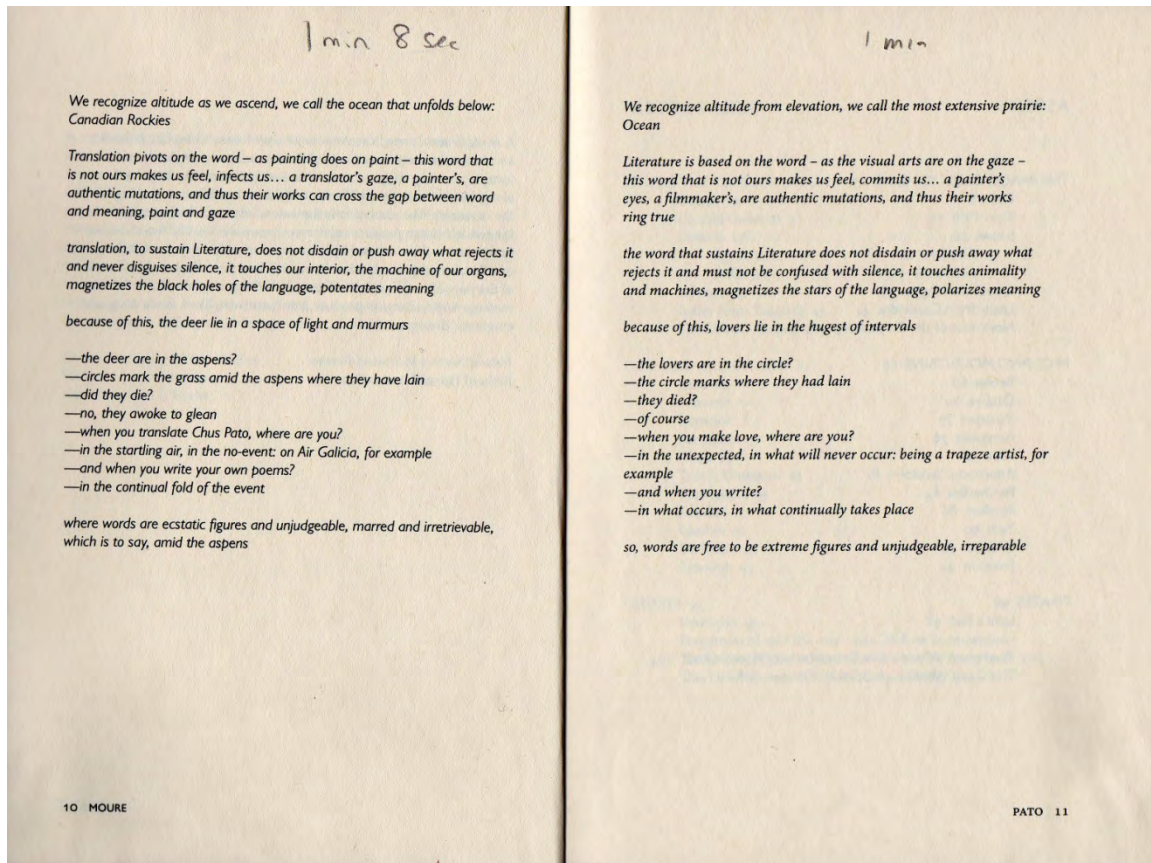 1 min 8 sec
We recognize altitude as we ascend, we call the ocean that unfolds below:
Canadian Rockies
Translation pivots on the word – as painting does on paint – this word that
is not ours makes us feel, infects us… a translator's gaze, a painter's, are
authentic mutations, and thus their works can cross the gap between word
and meaning, paint and gaze
translation, to sustain Literature, does not disdain or push away what rejects it
and never disguises silence, it touches our interior, the machine of our organs,
magnetizes the black holes of the language, potentates meaning
because of this, the deer lie in a space of light and murmurs
—the deer are in the aspens?
—circles mark the grass amid the aspens where they have lain
—did they die?
—no, they awoke to glean
—when you translate Chus Pato, where are you?
—in the startling air, in the no-event: on Air Galicia, for example
—and when you write your own poems?
—in the continual fold of the event
where words are ecstatic figures and unjudgeable, marred and irretrievable,
which is to say, amid the aspens
10 MOURE
1 min
We recognize altitude from elevation, we call the most extensive prairie:
Ocean
Literature is based on the word – as the visual arts are on the gaze –
this word that is not ours makes us feel, commits us… a painter's
eyes, a filmmaker's, are authentic mutations, and thus their works
ring true
the word that sustains Literature does not disdain or push away what
rejects it and must not be confused with silence, it touches animality
and machines, magnetizes the stars of the language, polarizes meaning
because of this, lovers lie in the hugest of intervals
—the lovers are in the circle?
—the circle marks where they had lain
—they died?
—of course
—when you make love, where are you?
—in the unexpected, in what will never occur: being a trapeze artist, for
example
—and when you write?
—in what occurs, in what continually takes place
so, words are free to be extreme figures and unjudgeable, irreparable
PATO 11